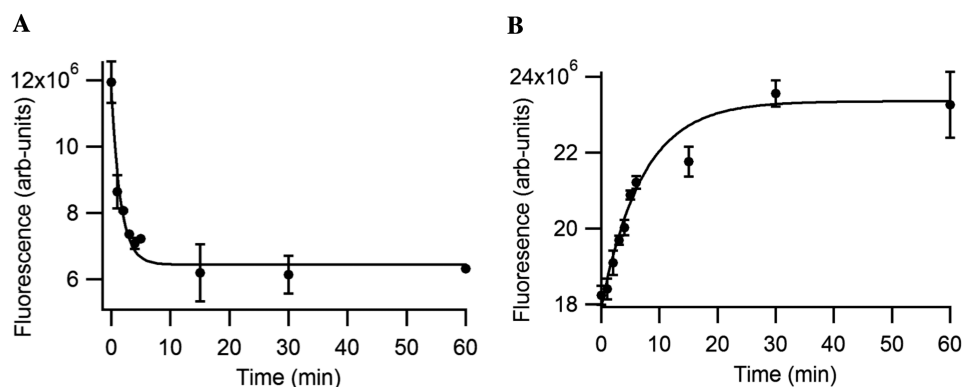 A
12x10⁶
10
8
6
Fluorescence (arb-units)
0 10 20 30 40 50 60
Time (min)
B
24x10⁶
22
20
18
Fluoresence (arb-units)
0 10 20 30 40 50 60
Time (min)